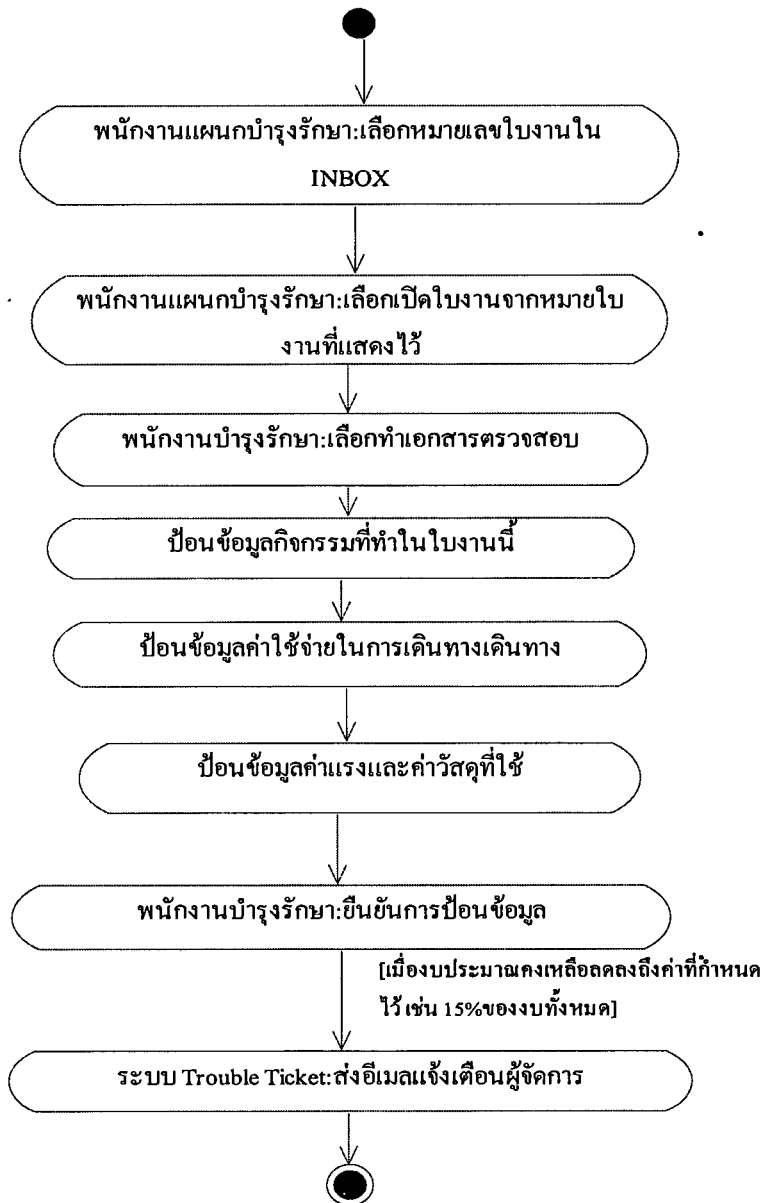 พนักงานแผนกบำรุงรักษา:เลือกหมายเลขใบงานใน
INBOX
พนักงานแผนกบำรุงรักษา:เลือกเปิดใบงานจากหมายใบ
งานที่แสดงไว้
พนักงานบำรุงรักษา:เลือกทำเอกสารตรวจสอบ
ป้อนข้อมูลกิจกรรมที่ทำในใบงานนี้
ป้อนข้อมูลค่าใช้จ่ายในการเดินทางเดินทาง
ป้อนข้อมูลค่าแรงและค่าวัสดุที่ใช้
พนักงานบำรุงรักษา:ยืนยันการป้อนข้อมูล
[เมื่องบประมาณคงเหลือลดลงถึงค่าที่กำหนด
ไว้ เช่น 15%ของงบทั้งหมด]
ระบบ Trouble Ticket:ส่งอีเมลแจ้งเตือนผู้จัดการ